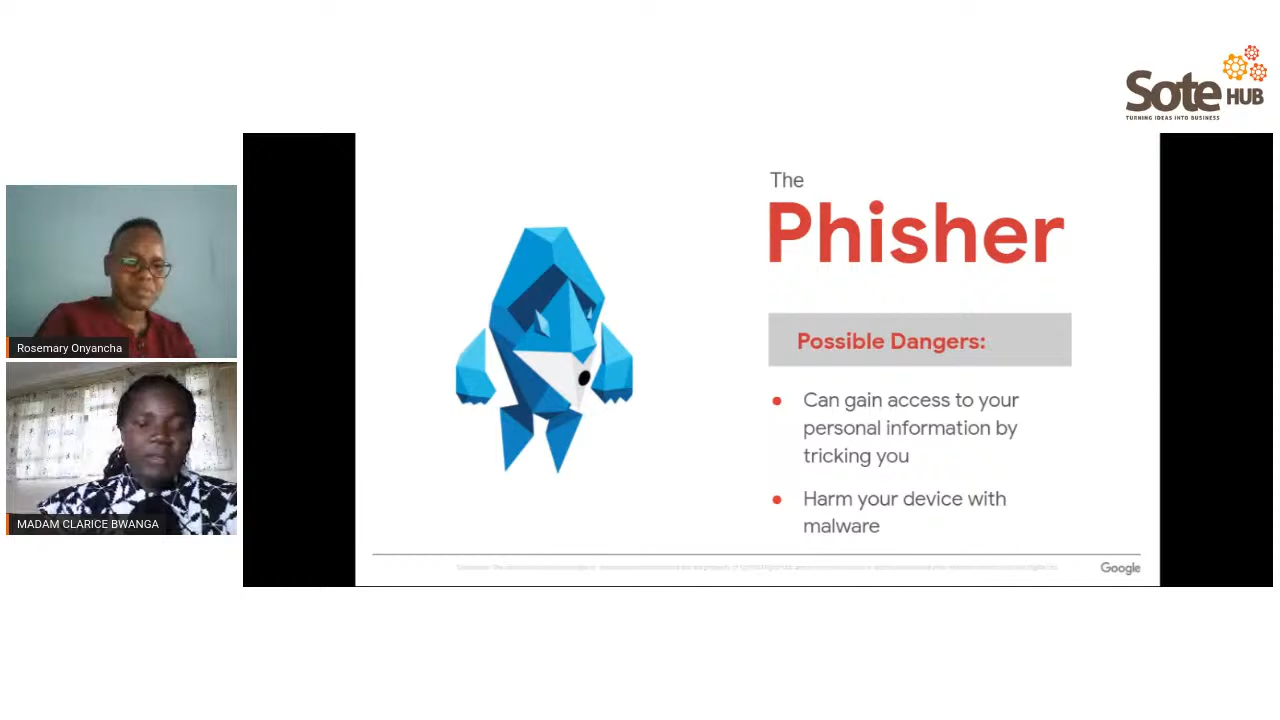 Sote HUB
TURNING IDEAS INTO BUSINESS
The
Phisher
Possible Dangers:
• Can gain access to your
personal information by
tricking you
• Harm your device with
malware
Google
Rosemary Onyancha
MADAM CLARICE BWANGA